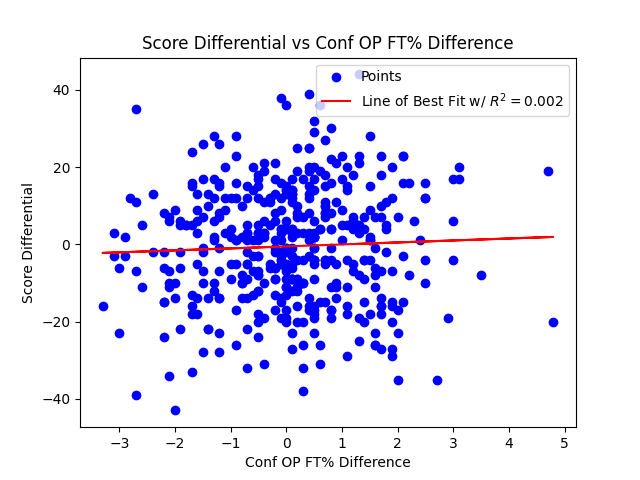 Score Differential vs Conf OP FT% Difference
Points
Line of Best Fit w/ R² = 0.002
Score Differential
40
20
0
−20
−40
−3 −2 −1 0 1 2 3 4 5
Conf OP FT% Difference